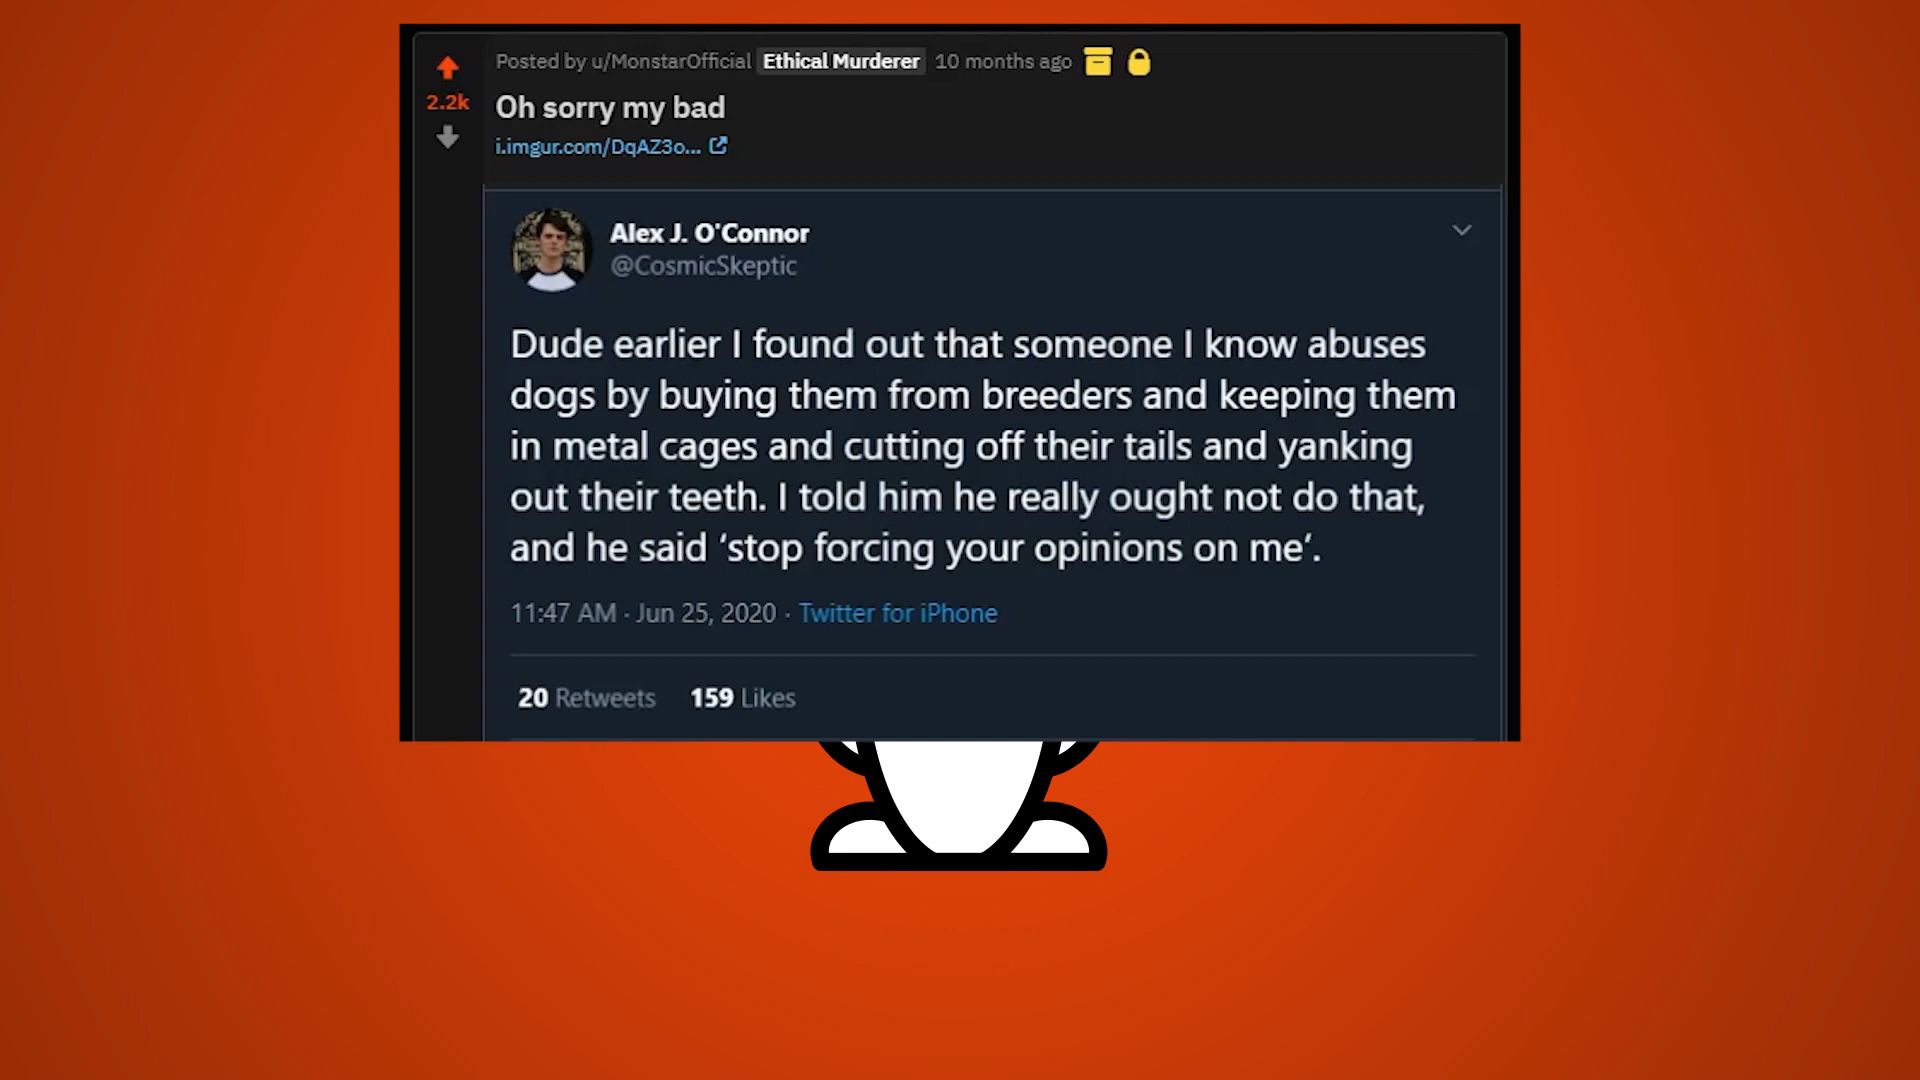 Posted by u/MonstarOfficial Ethical Murderer 10 months ago
2.2k
Oh sorry my bad
i.imgur.com/DqAZ3o...
Alex J. O'Connor
@CosmicSkeptic
Dude earlier I found out that someone I know abuses
dogs by buying them from breeders and keeping them
in metal cages and cutting off their tails and yanking
out their teeth. I told him he really ought not do that,
and he said ‘stop forcing your opinions on me‘.
11:47 AM · Jun 25, 2020 · Twitter for iPhone
20 Retweets 159 Likes